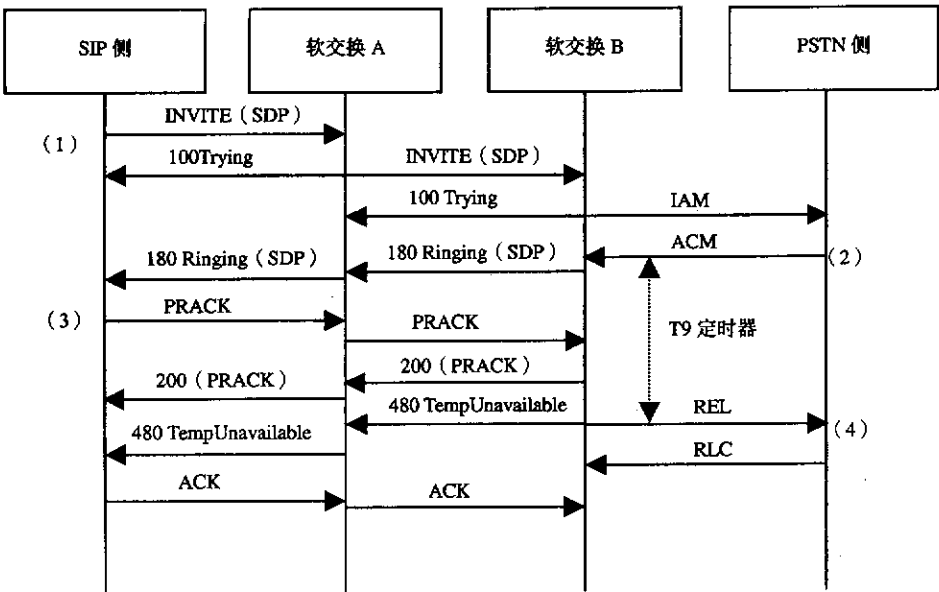 SIP 侧
软交换 A
软交换 B
PSTN 侧
INVITE（SDP）
（1）
100Trying
INVITE（SDP）
100 Trying
IAM
180 Ringing（SDP）
180 Ringing（SDP）
ACM
（2）
（3）
PRACK
PRACK
T9 定时器
200（PRACK）
200（PRACK）
480 TempUnavailable
REL
（4）
480 TempUnavailable
RLC
ACK
ACK